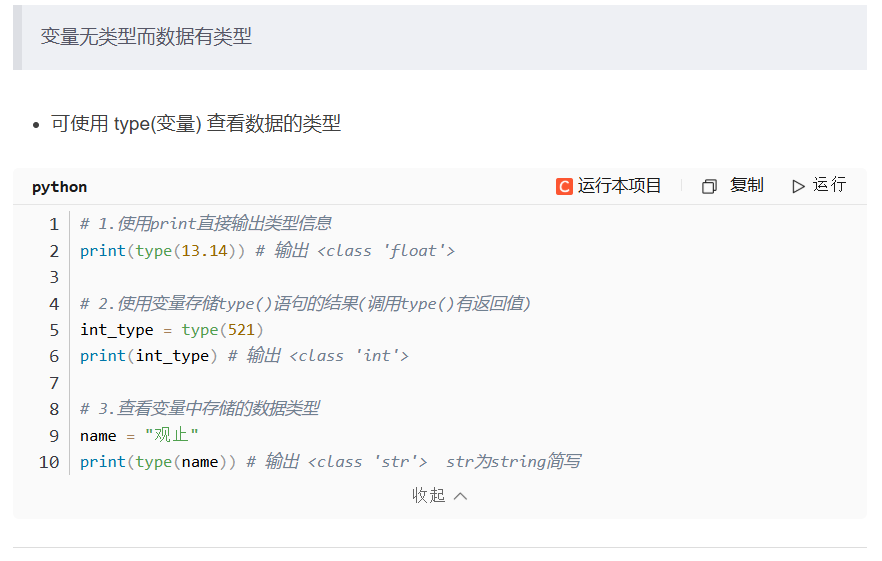 变量无类型而数据有类型
• 可使用 type(变量) 查看数据的类型
python
C 运行本项目 复制 运行
1 # 1.使用print直接输出类型信息
2 print(type(13.14)) # 输出 <class 'float'>
3
4 # 2.使用变量存储type()语句的结果(调用type()有返回值)
5 int_type = type(521)
6 print(int_type) # 输出 <class 'int'>
7
8 # 3.查看变量中存储的数据类型
9 name = "观止"
10 print(type(name)) # 输出 <class 'str'>  str为string简写
收起